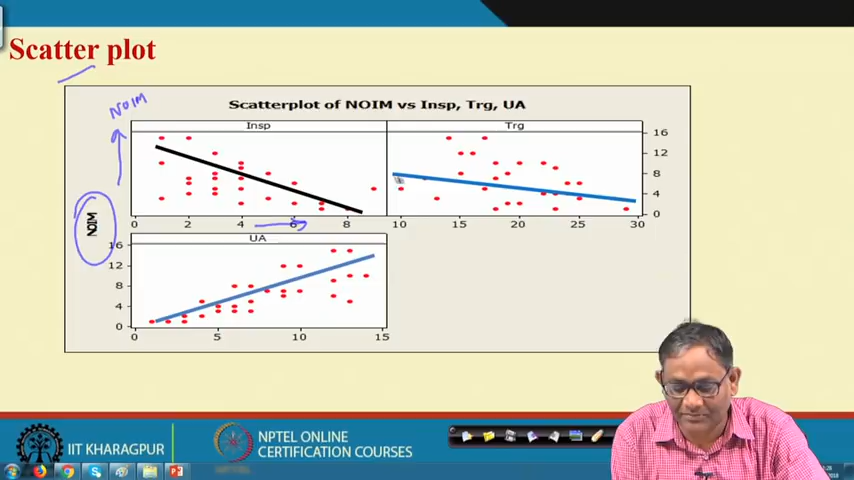 Scatter plot
NOIM
Scatterplot of NOIM vs Insp, Trg, UA
Insp
Trg
16
12
8
4
0
NOIM
0
2
4
6
8
10
15
20
25
30
UA
16
12
8
4
0
0
5
10
15
IIT KHARAGPUR
NPTEL ONLINE
CERTIFICATION COURSES